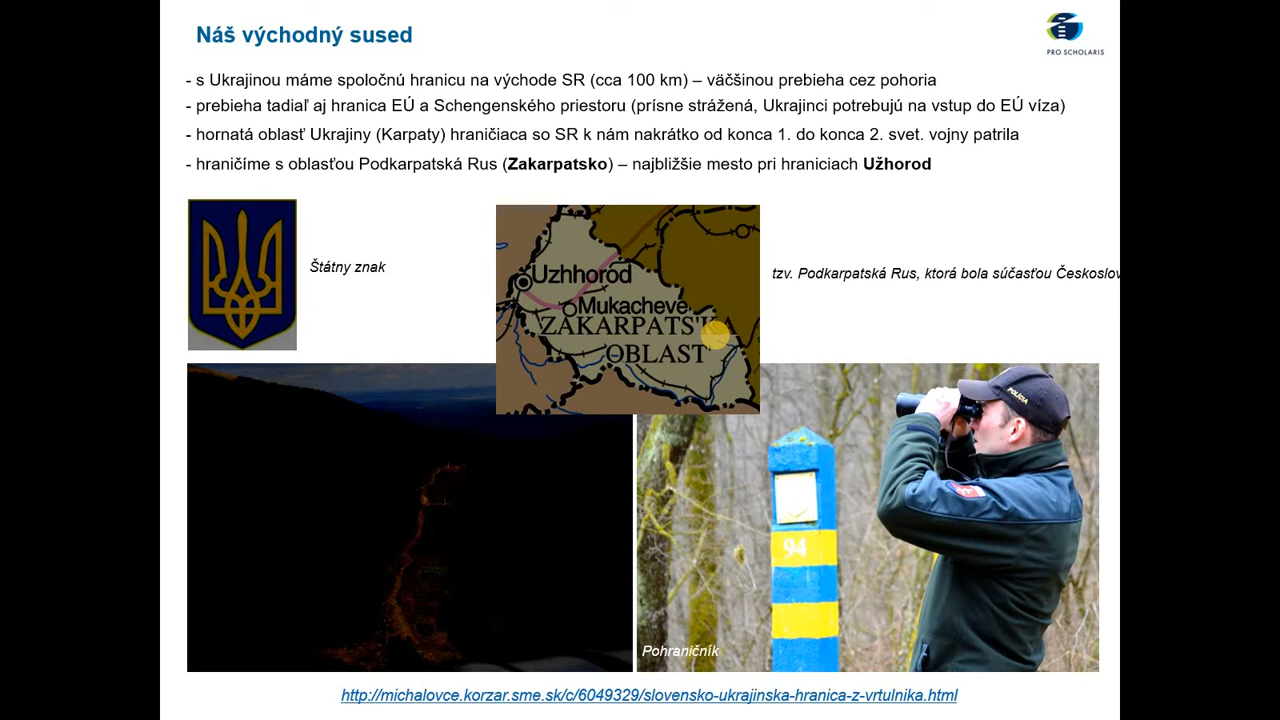 Náš východný sused
PRO SCHOLARIS
- s Ukrajinou máme spoločnú hranicu na východe SR (cca 100 km) – väčšinou prebieha cez pohoria
- prebieha tadiaľ aj hranica EÚ a Schengenského priestoru (prísne strážená, Ukrajinci potrebujú na vstup do EÚ víza)
- hornatá oblasť Ukrajiny (Karpaty) hraničiaca so SR k nám nakrátko od konca 1. do konca 2. svet. vojny patrila
- hraničíme s oblasťou Podkarpatská Rus (Zakarpatsko) – najbližšie mesto pri hraniciach Užhorod
Štátny znak
Uzhhorod
Mukacheve
ZAKARPATS'KA
OBLAST'
tzv. Podkarpatská Rus, ktorá bola súčasťou Českoslov
POLÍCIA
94
Pohraničník
http://michalovce.korzar.sme.sk/c/6049329/slovensko-ukrajinska-hranica-z-vrtulnika.html